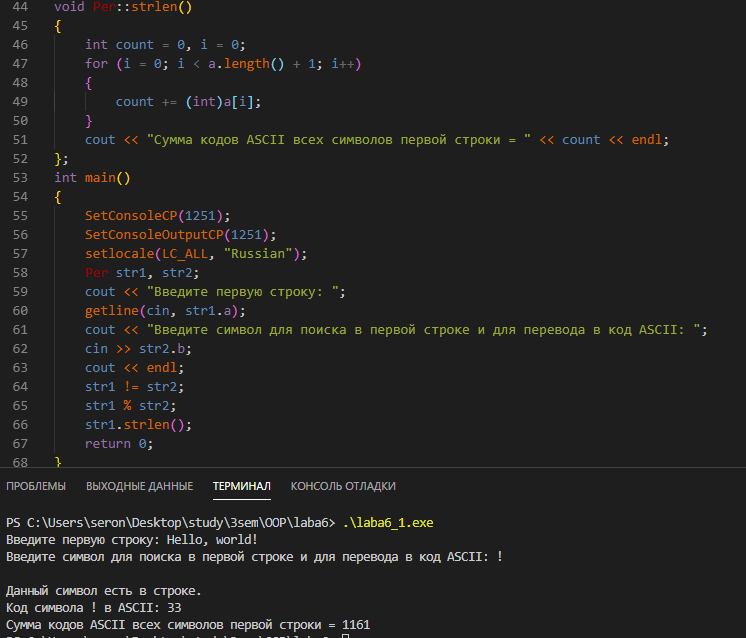 44 void Per::strlen()
45 {
46 int count = 0, i = 0;
47 for (i = 0; i < a.length() + 1; i++)
48 {
49 count += (int)a[i];
50 }
51 cout << "Сумма кодов ASCII всех символов первой строки = " << count << endl;
52 };
53 int main()
54 {
55 SetConsoleCP(1251);
56 SetConsoleOutputCP(1251);
57 setlocale(LC_ALL, "Russian");
58 Per str1, str2;
59 cout << "Введите первую строку: ";
60 getline(cin, str1.a);
61 cout << "Введите символ для поиска в первой строке и для перевода в код ASCII: ";
62 cin >> str2.b;
63 cout << endl;
64 str1 != str2;
65 str1 % str2;
66 str1.strlen();
67 return 0;
68 }
ПРОБЛЕМЫ ВЫХОДНЫЕ ДАННЫЕ ТЕРМИНАЛ КОНСОЛЬ ОТЛАДКИ
PS C:\Users\seron\Desktop\study\3sem\OOP\laba6> .\laba6_1.exe
Введите первую строку: Hello, world!
Введите символ для поиска в первой строке и для перевода в код ASCII: !
Данный символ есть в строке.
Код символа ! в ASCII: 33
Сумма кодов ASCII всех символов первой строки = 1161